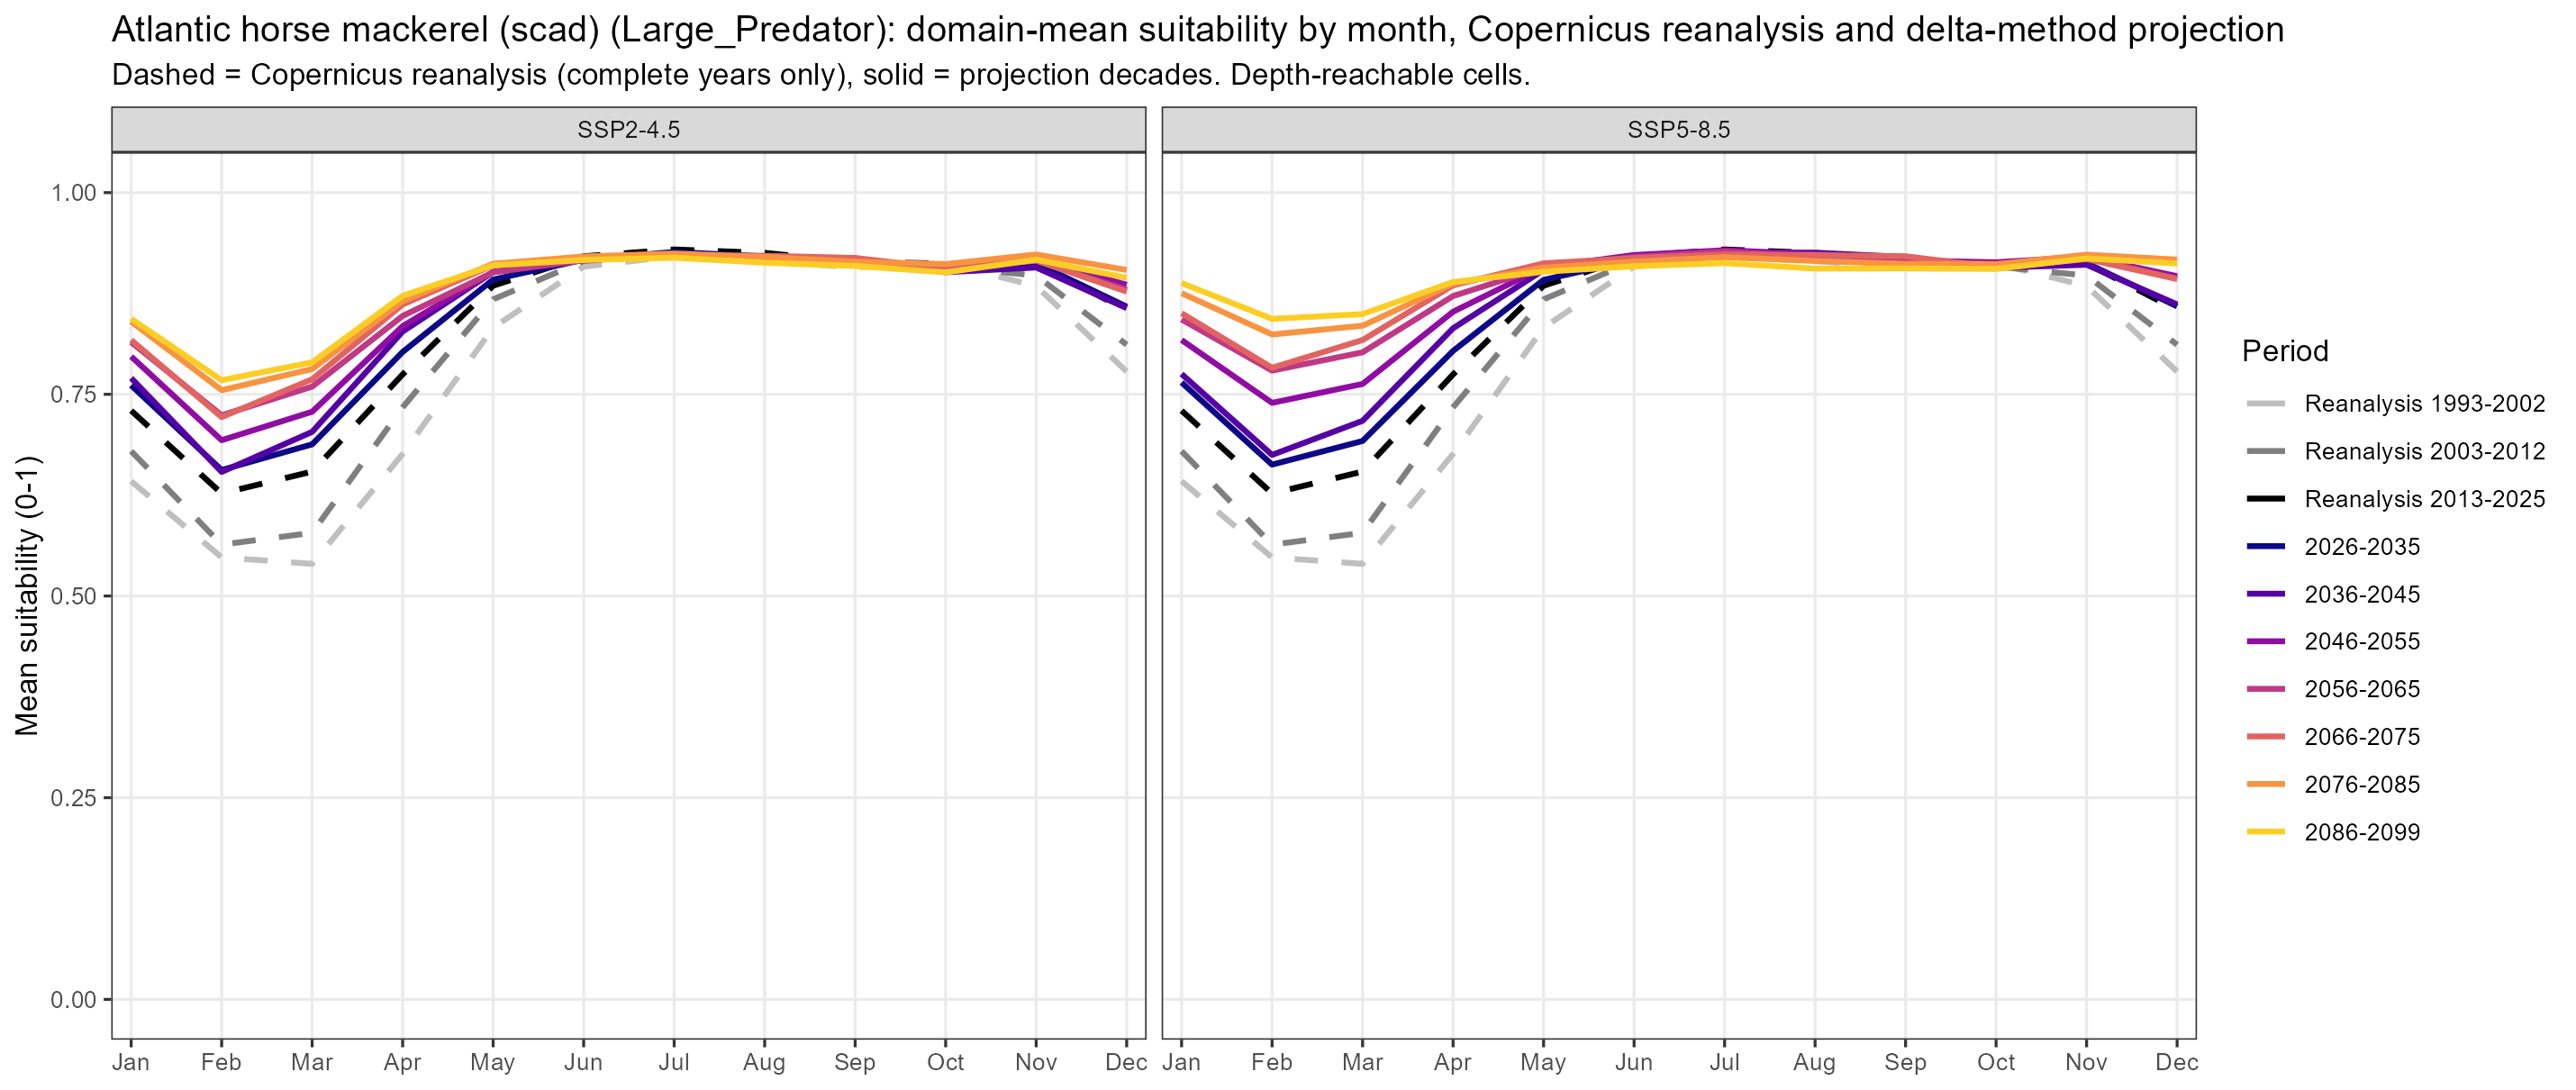 Atlantic horse mackerel (scad) (Large_Predator): domain-mean suitability by month, Copernicus reanalysis and delta-method projection
Dashed = Copernicus reanalysis (complete years only), solid = projection decades. Depth-reachable cells.
SSP2-4.5
SSP5-8.5
Mean suitability (0-1)
1.00
0.75
0.50
0.25
0.00
Jan Feb Mar Apr May Jun Jul Aug Sep Oct Nov Dec
Jan Feb Mar Apr May Jun Jul Aug Sep Oct Nov Dec
Period
Reanalysis 1993-2002
Reanalysis 2003-2012
Reanalysis 2013-2025
2026-2035
2036-2045
2046-2055
2056-2065
2066-2075
2076-2085
2086-2099